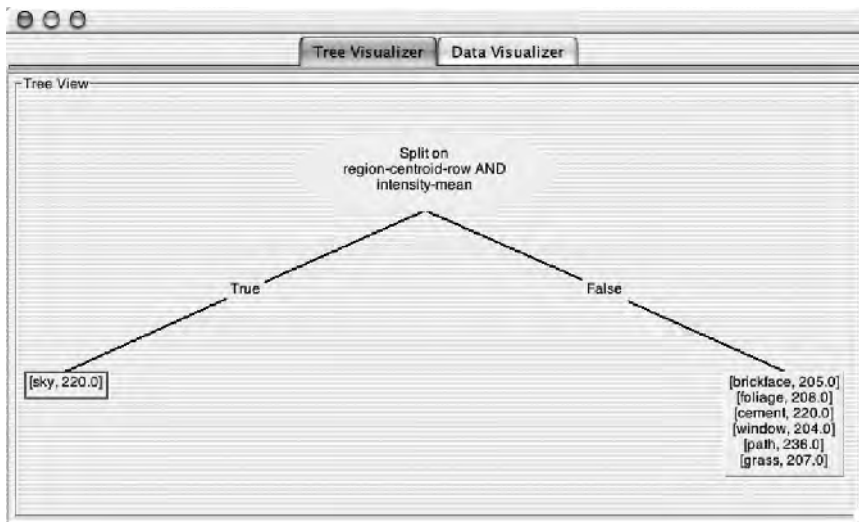 Tree Visualizer Data Visualizer
Tree View
Split on
region-centroid-row AND
intensity-mean
True
False
[sky, 220.0]
[brickface, 205.0]
[foliage, 208.0]
[cement, 220.0]
[window, 204.0]
[path, 236.0]
[grass, 207.0]